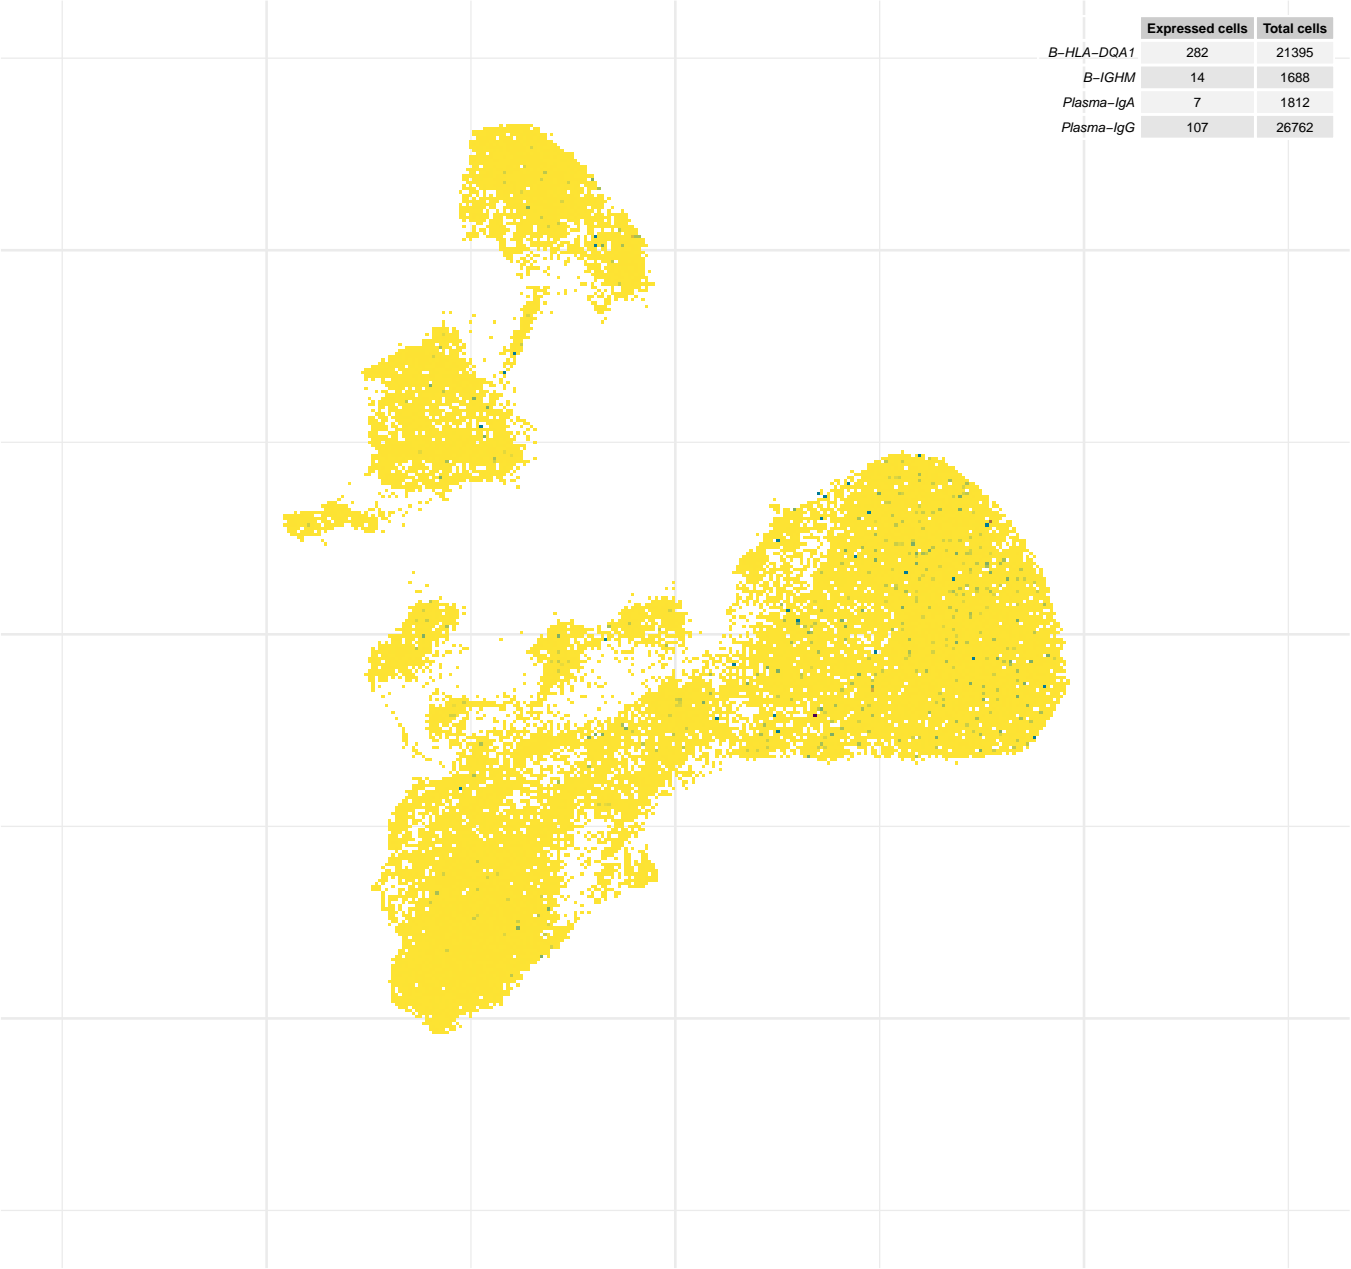 Expressed cells Total cells
B−HLA−DQA1 282 21395
B−IGHM 14 1688
Plasma−IgA 7 1812
Plasma−IgG 107 26762